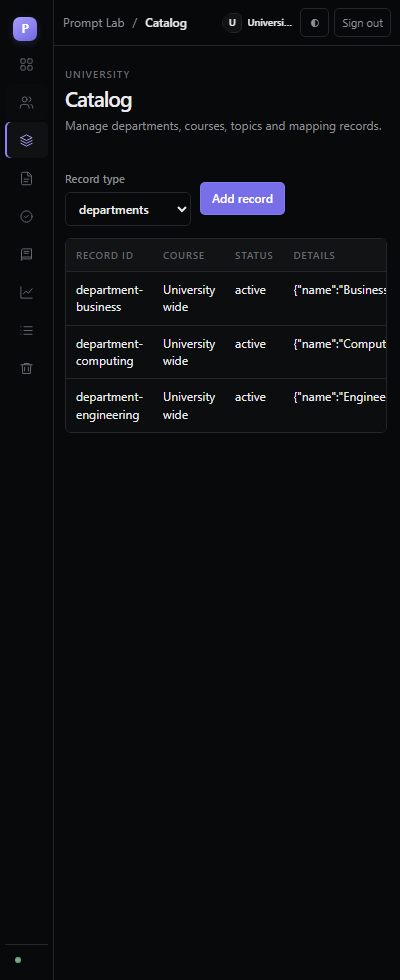 P
Prompt Lab / Catalog
U Universi...
Sign out
UNIVERSITY
Catalog
Manage departments, courses, topics and mapping records.
Record type
departments
Add record
RECORD ID COURSE STATUS DETAILS
department-business University wide active {"name":"Business
department-computing University wide active {"name":"Comput
department-engineering University wide active {"name":"Enginee